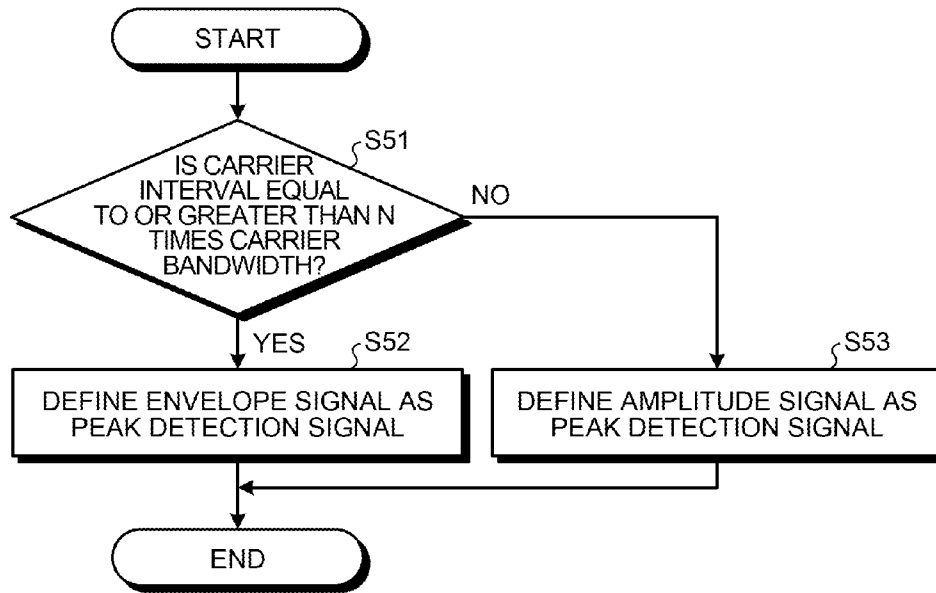 START
S51
IS CARRIER
INTERVAL EQUAL
TO OR GREATER THAN N
TIMES CARRIER
BANDWIDTH?
NO
YES
S52
DEFINE ENVELOPE SIGNAL AS
PEAK DETECTION SIGNAL
S53
DEFINE AMPLITUDE SIGNAL AS
PEAK DETECTION SIGNAL
END